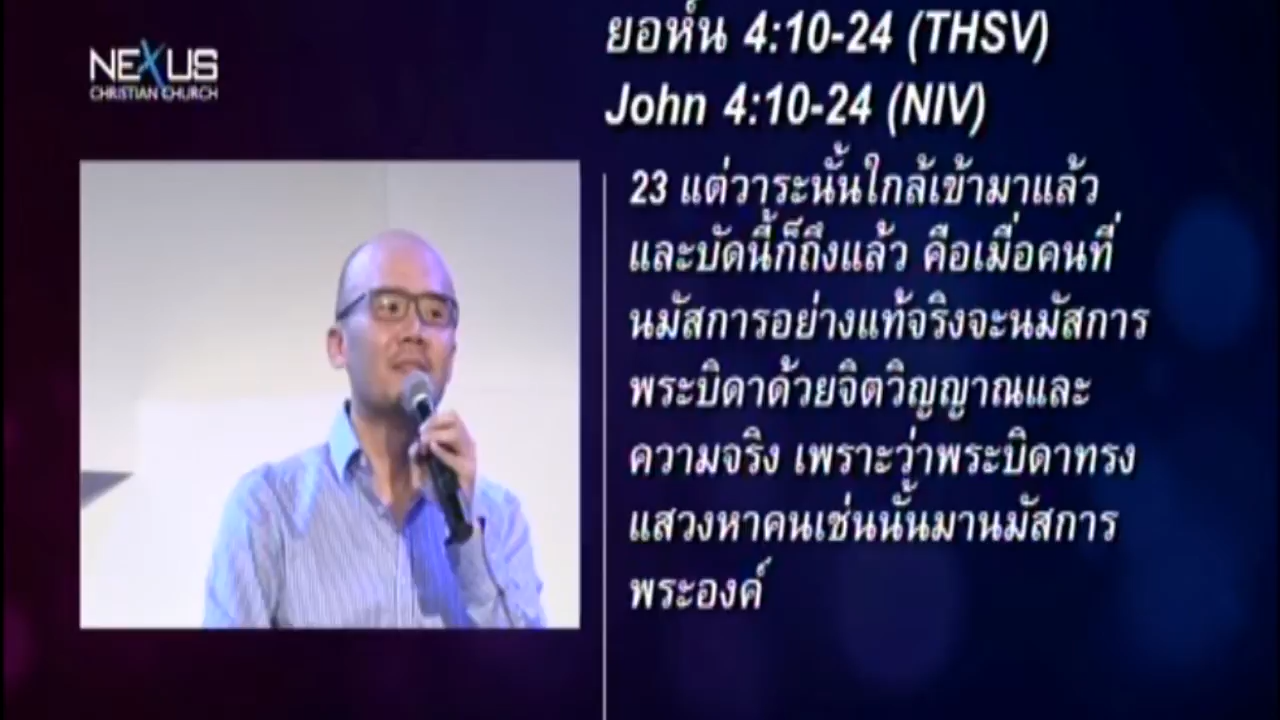 NEXUS
CHRISTIAN CHURCH
ยอห์น 4:10-24 (THSV)
John 4:10-24 (NIV)
23 แต่วาระนั้นใกล้เข้ามาแล้ว
และบัดนี้ก็ถึงแล้ว คือเมื่อคนที่
นมัสการอย่างแท้จริงจะนมัสการ
พระบิดาด้วยจิตวิญญาณและ
ความจริง เพราะว่าพระบิดาทรง
แสวงหาคนเช่นนั้นมานมัสการ
พระองค์